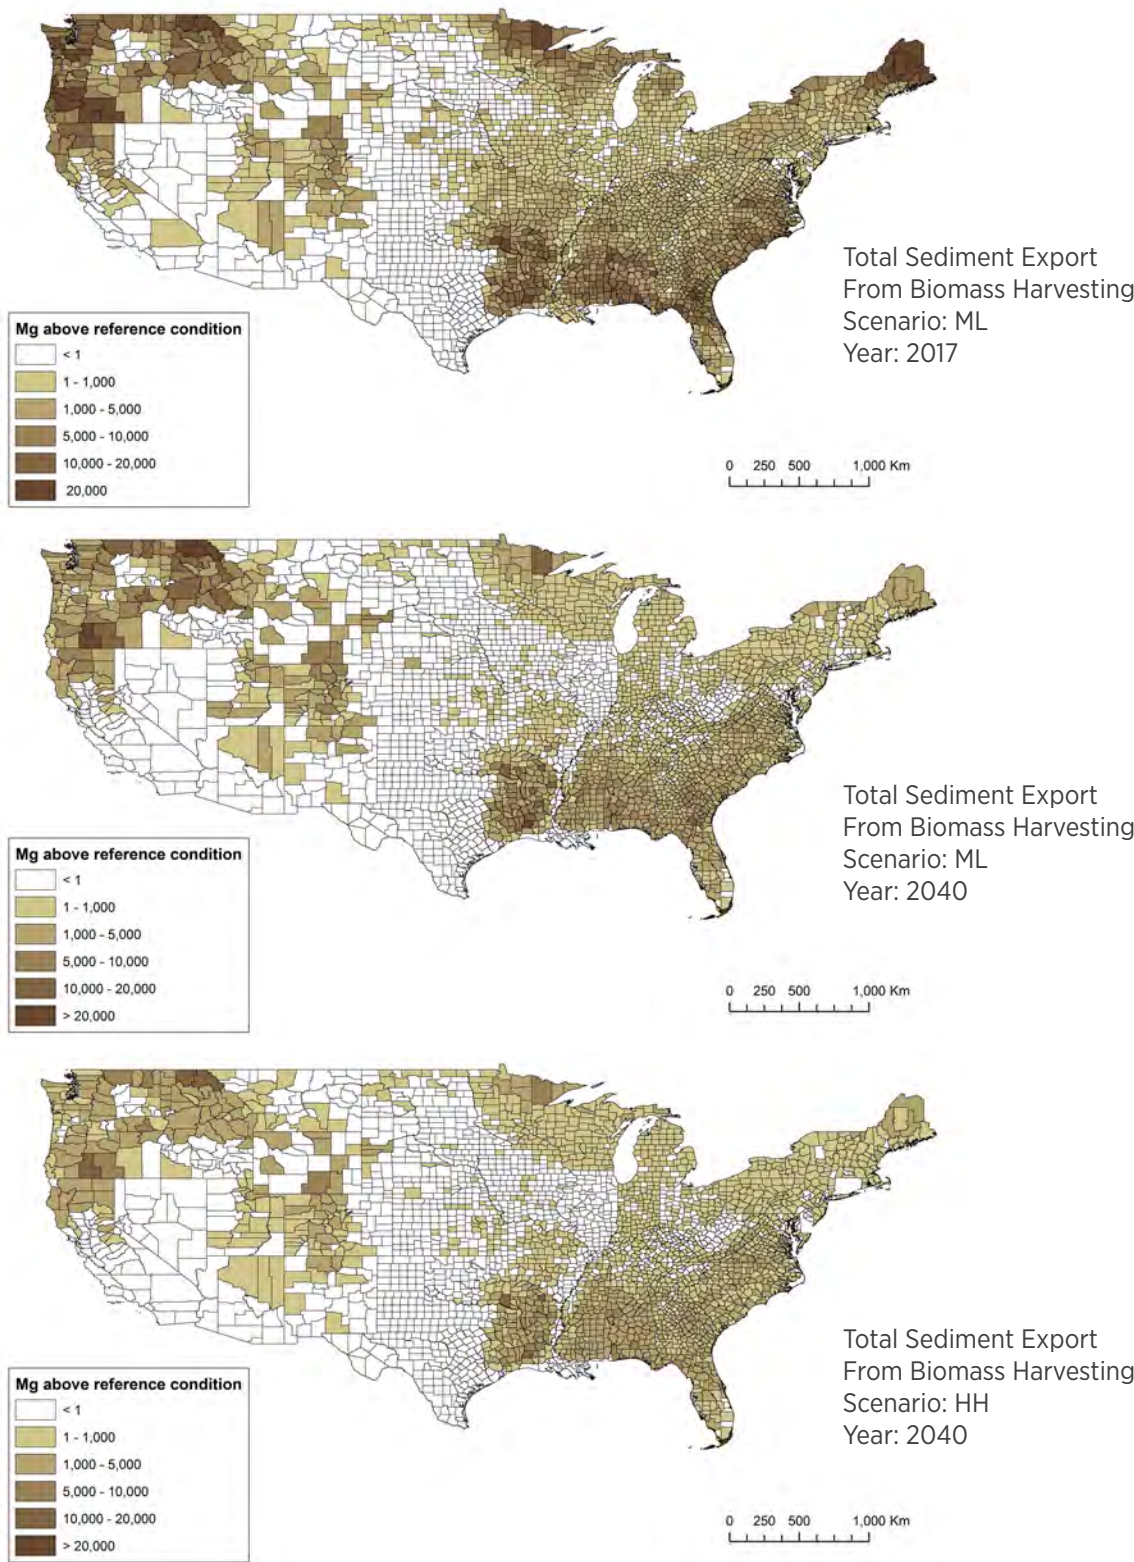 Total Sediment Export
From Biomass Harvesting
Scenario: ML
Year: 2017
Mg above reference condition
< 1
1 - 1,000
1,000 - 5,000
5,000 - 10,000
10,000 - 20,000
20,000
0 250 500 1,000 Km
Total Sediment Export
From Biomass Harvesting
Scenario: ML
Year: 2040
Mg above reference condition
< 1
1 - 1,000
1,000 - 5,000
5,000 - 10,000
10,000 - 20,000
> 20,000
0 250 500 1,000 Km
Total Sediment Export
From Biomass Harvesting
Scenario: HH
Year: 2040
Mg above reference condition
< 1
1 - 1,000
1,000 - 5,000
5,000 - 10,000
10,000 - 20,000
> 20,000
0 250 500 1,000 Km